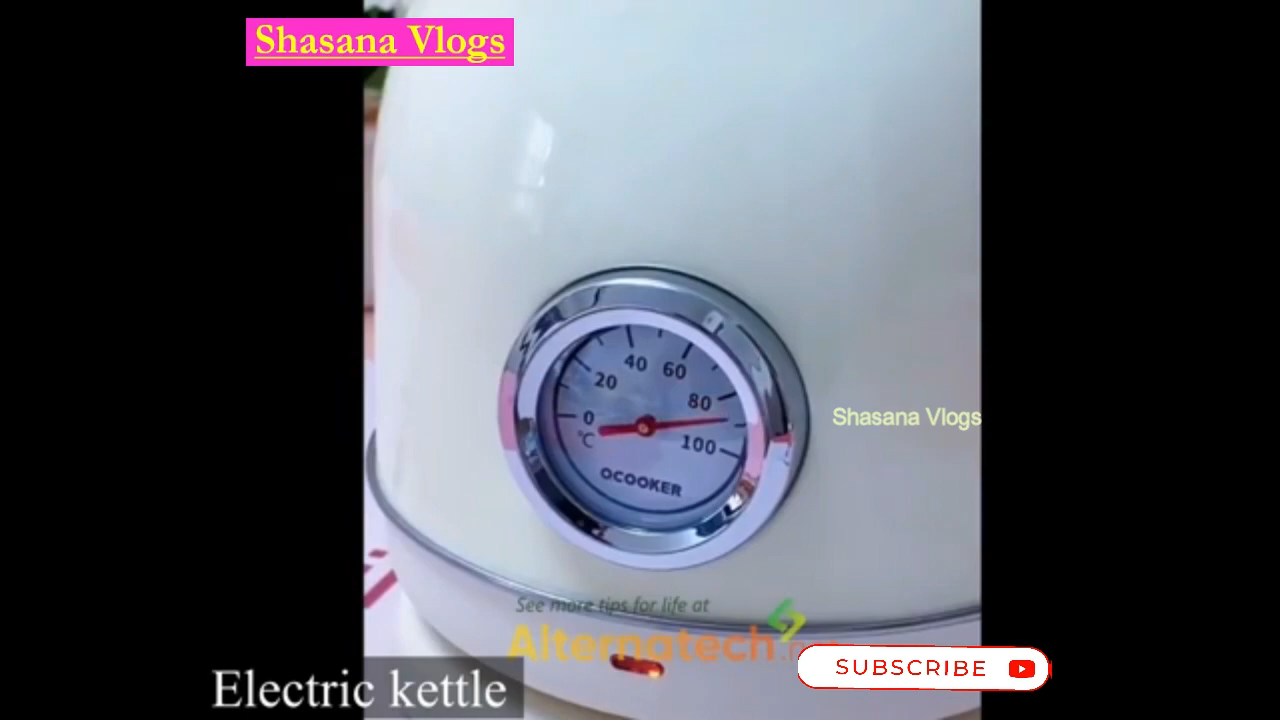 Shasana Vlogs
40 60
20 80
0 100
°C
OCOOKER
Shasana Vlogs
See more tips for life at
Alternatech
SUBSCRIBE
Electric kettle